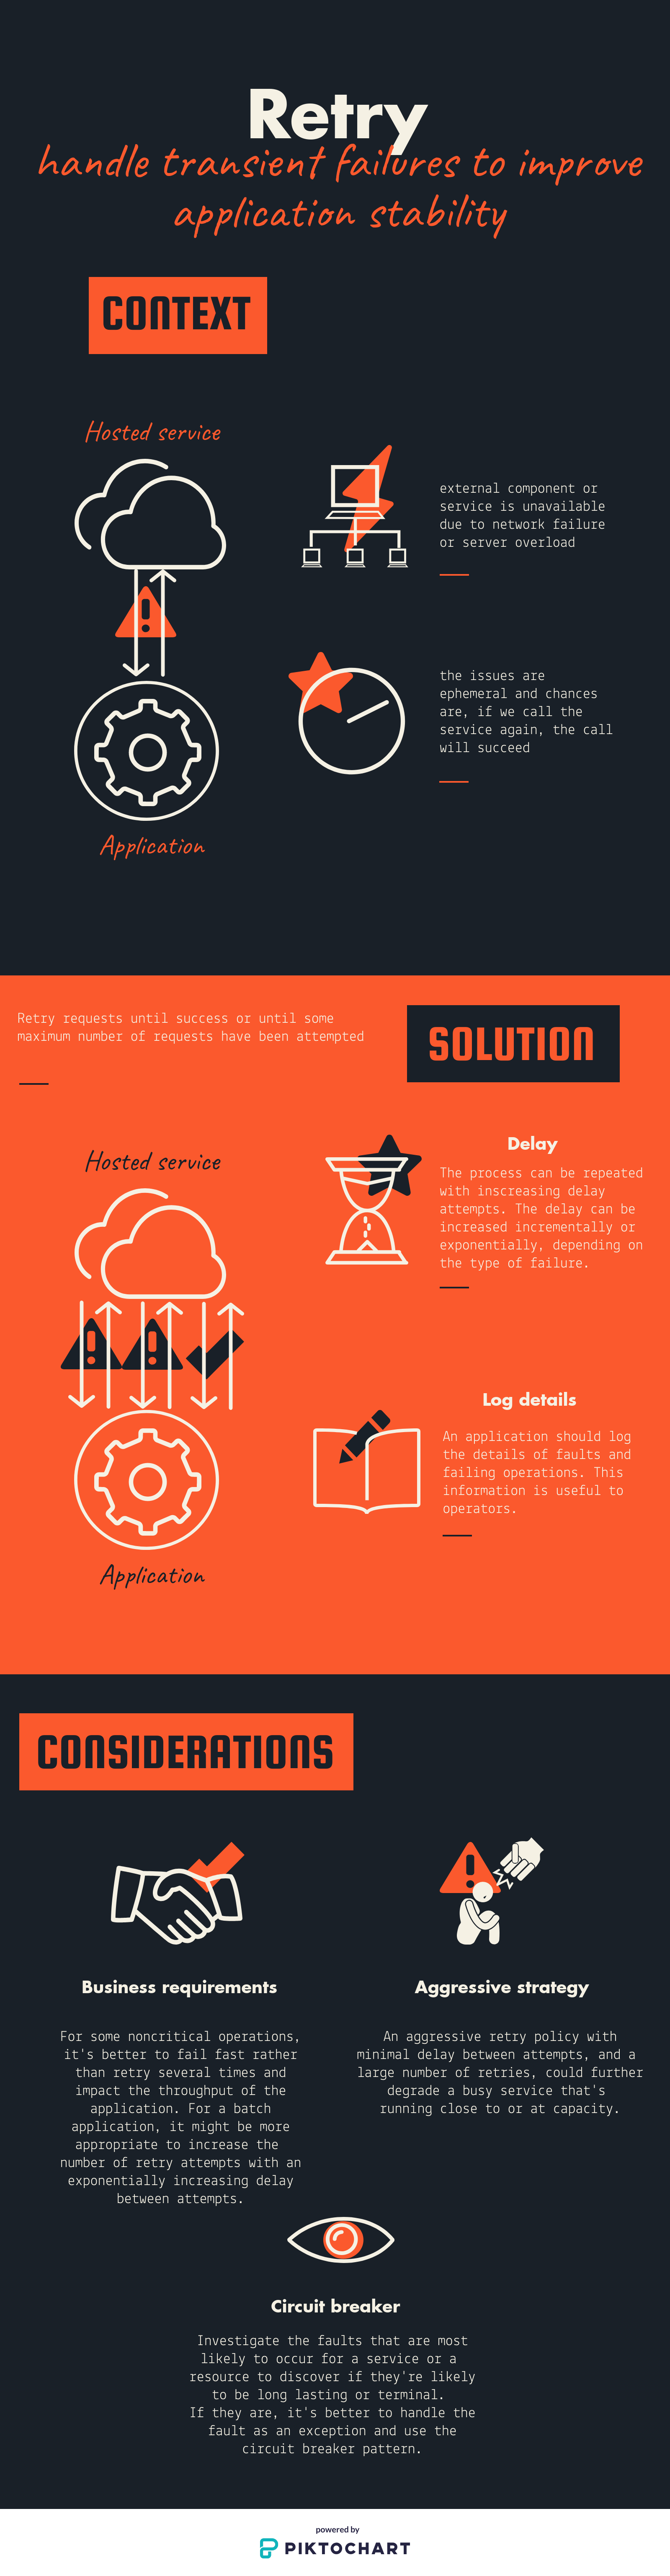 Retry
handle transient failures to improve
application stability
CONTEXT
Hosted service
external component or
service is unavailable
due to network failure
or server overload
the issues are
ephemeral and chances
are, if we call the
service again, the call
will succeed
Application
Retry requests until success or until some
maximum number of requests have been attempted
SOLUTION
Hosted service
Delay
The process can be repeated
with inscreasing delay
attempts. The delay can be
increased incrementally or
exponentially, depending on
the type of failure.
Log details
An application should log
the details of faults and
failing operations. This
information is useful to
operators.
Application
CONSIDERATIONS
Business requirements
For some noncritical operations,
it's better to fail fast rather
than retry several times and
impact the throughput of the
application. For a batch
application, it might be more
appropriate to increase the
number of retry attempts with an
exponentially increasing delay
between attempts.
Aggressive strategy
An aggressive retry policy with
minimal delay between attempts, and a
large number of retries, could further
degrade a busy service that's
running close to or at capacity.
Circuit breaker
Investigate the faults that are most
likely to occur for a service or a
resource to discover if they're likely
to be long lasting or terminal.
If they are, it's better to handle the
fault as an exception and use the
circuit breaker pattern.
powered by
PIKTOCHART